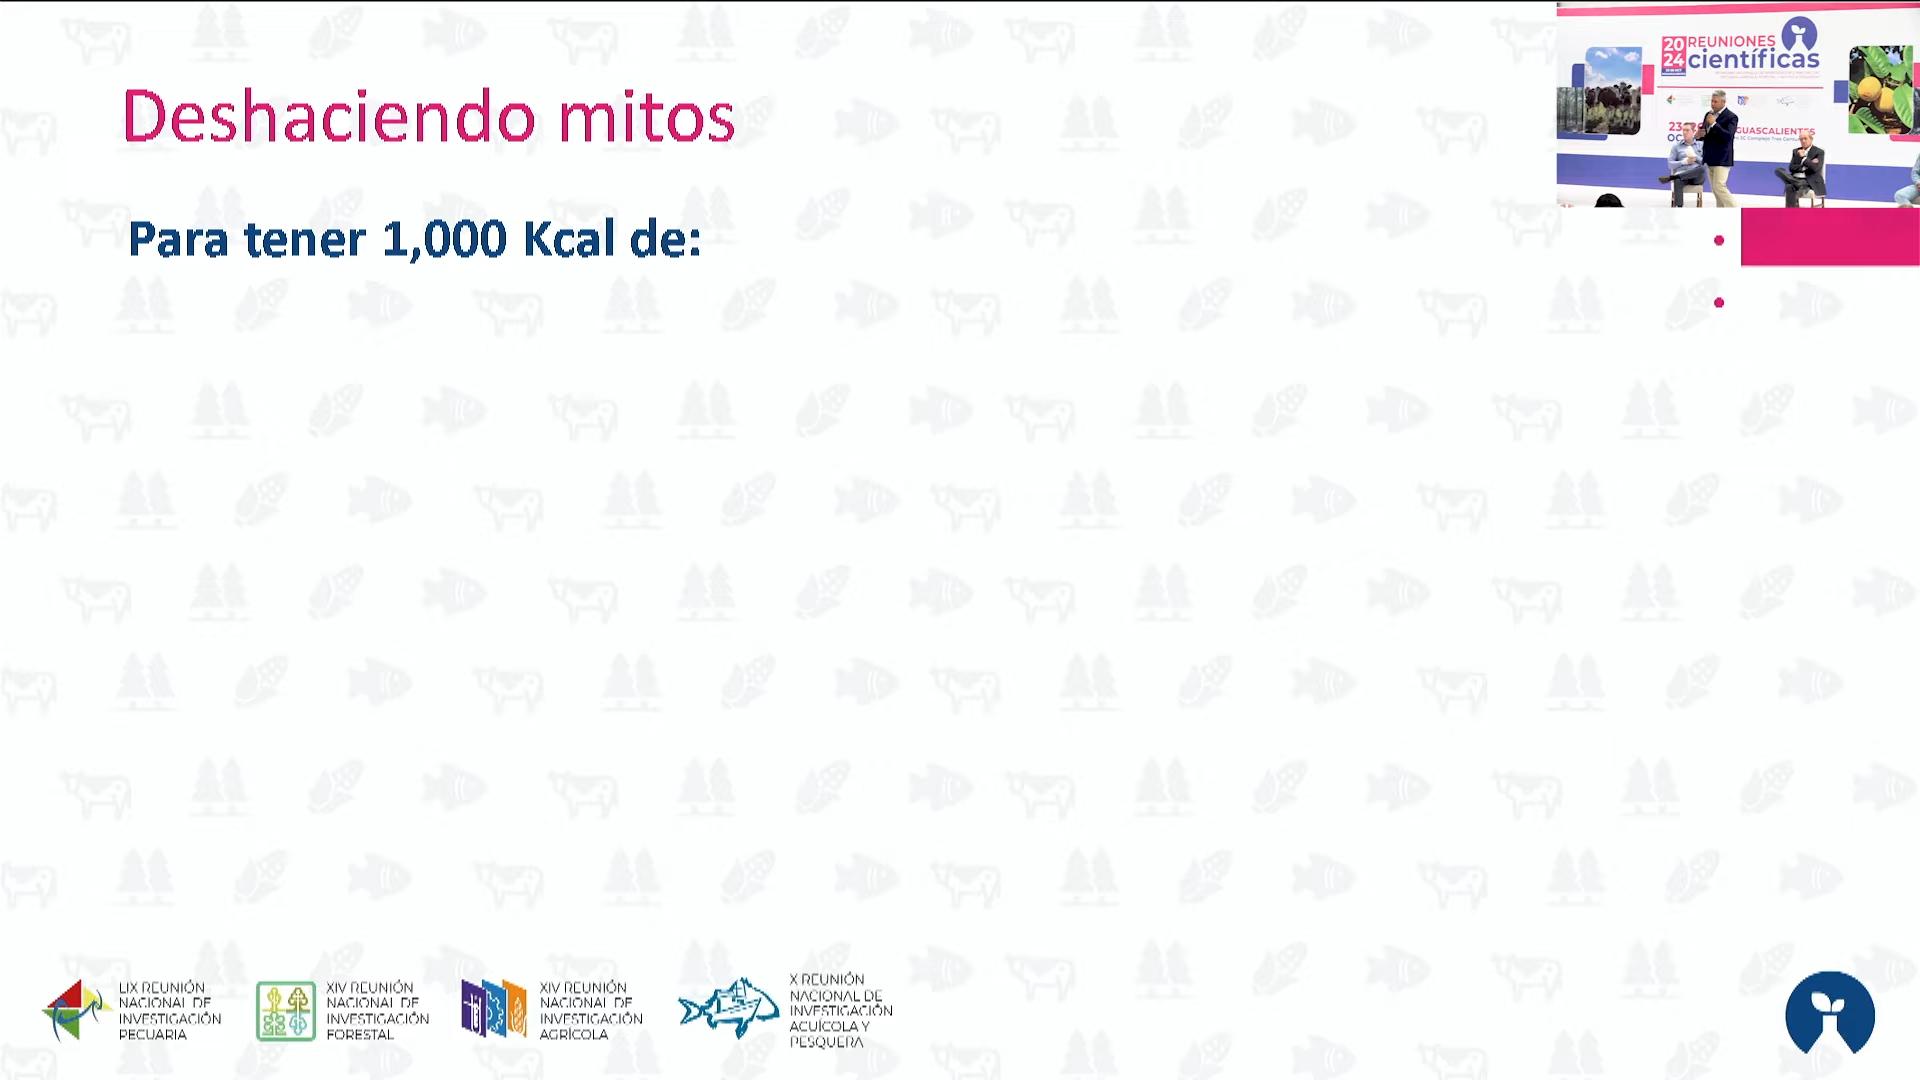 Deshaciendo mitos
Para tener 1,000 Kcal de:
2024 REUNIONES
científicas
AGUASCALIENTES
LIX REUNIÓN
NACIONAL DE
INVESTIGACIÓN
PECUARIA
XIV REUNIÓN
NACIONAL DE
INVESTIGACIÓN
FORESTAL
XIV REUNIÓN
NACIONAL DE
INVESTIGACIÓN
AGRÍCOLA
X REUNIÓN
NACIONAL DE
INVESTIGACIÓN
ACUÍCOLA Y
PESQUERA